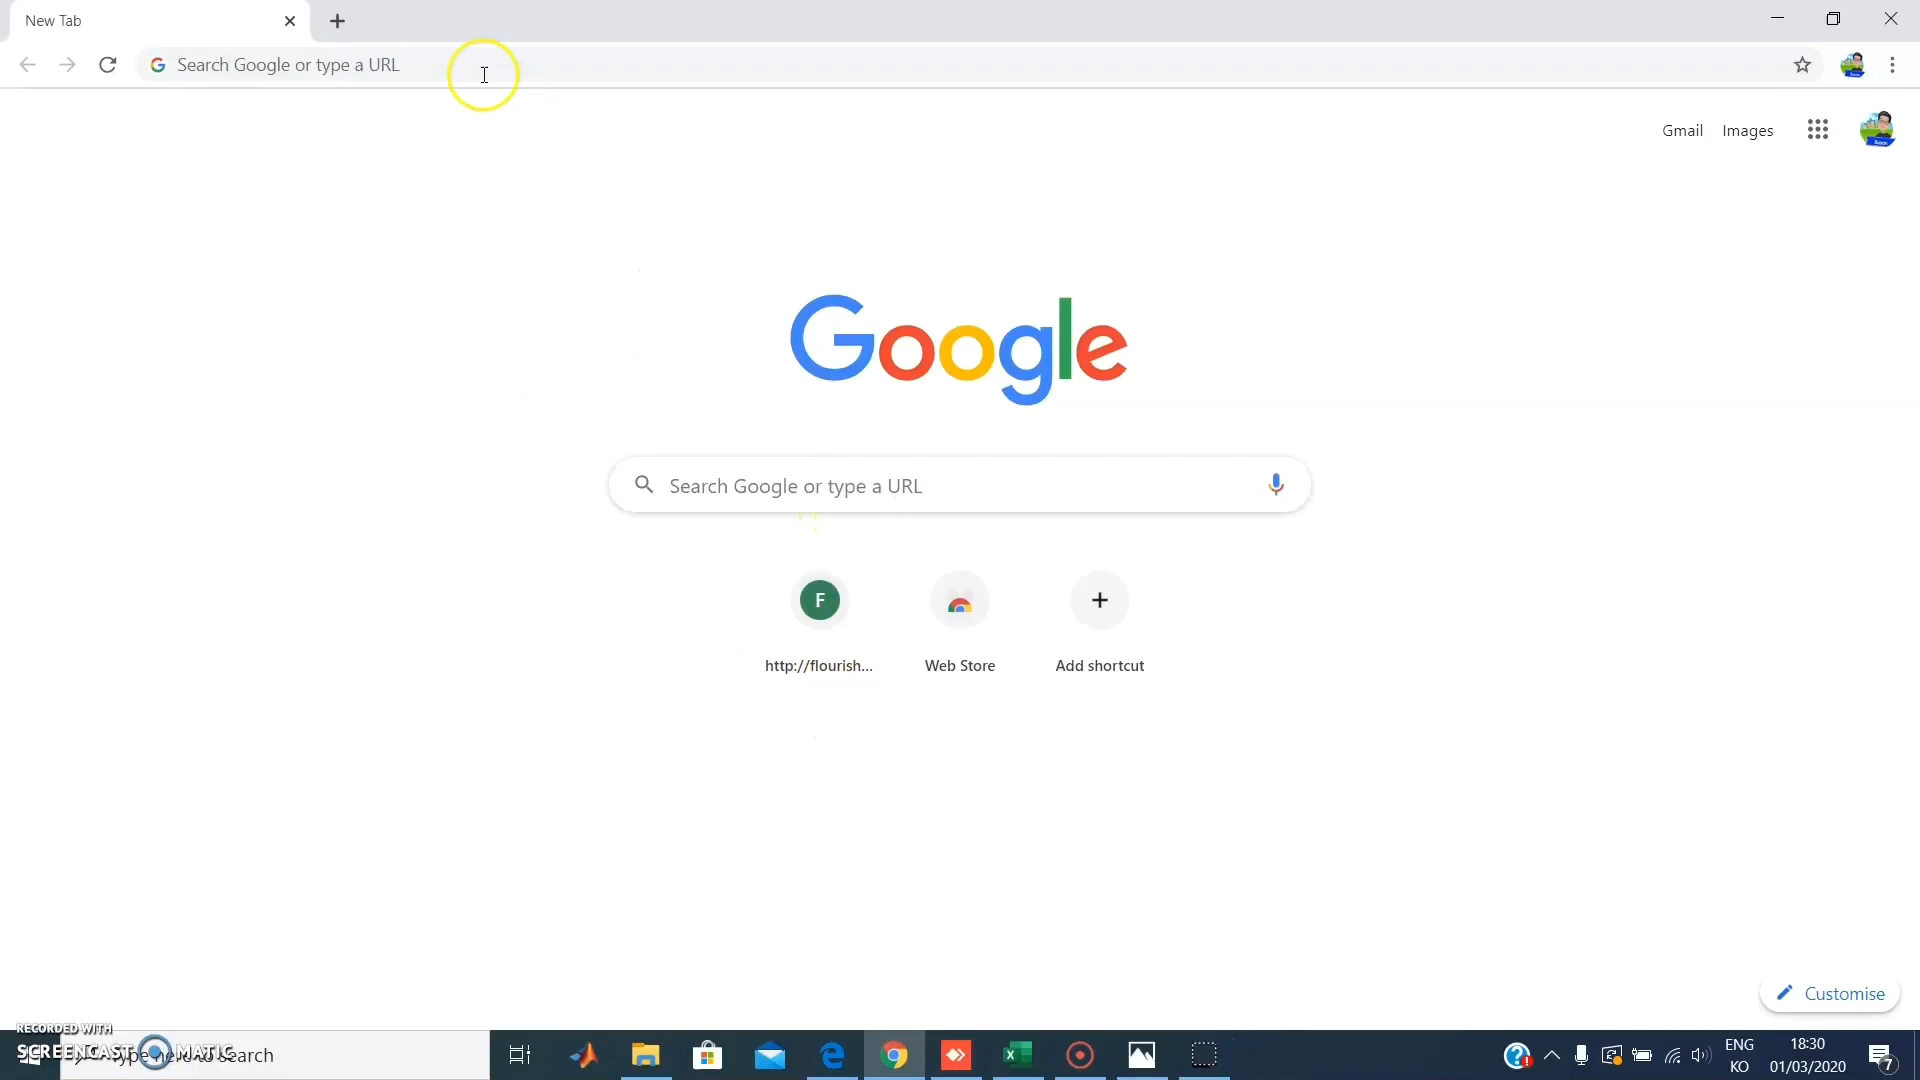 New Tab
Search Google or type a URL
Gmail Images
Google
Search Google or type a URL
F
http://flourish...
Web Store
Add shortcut
Customise
RECORDED WITH
SCREENCAST MATIC
Type here to search
ENG
KO
18:30
01/03/2020
7